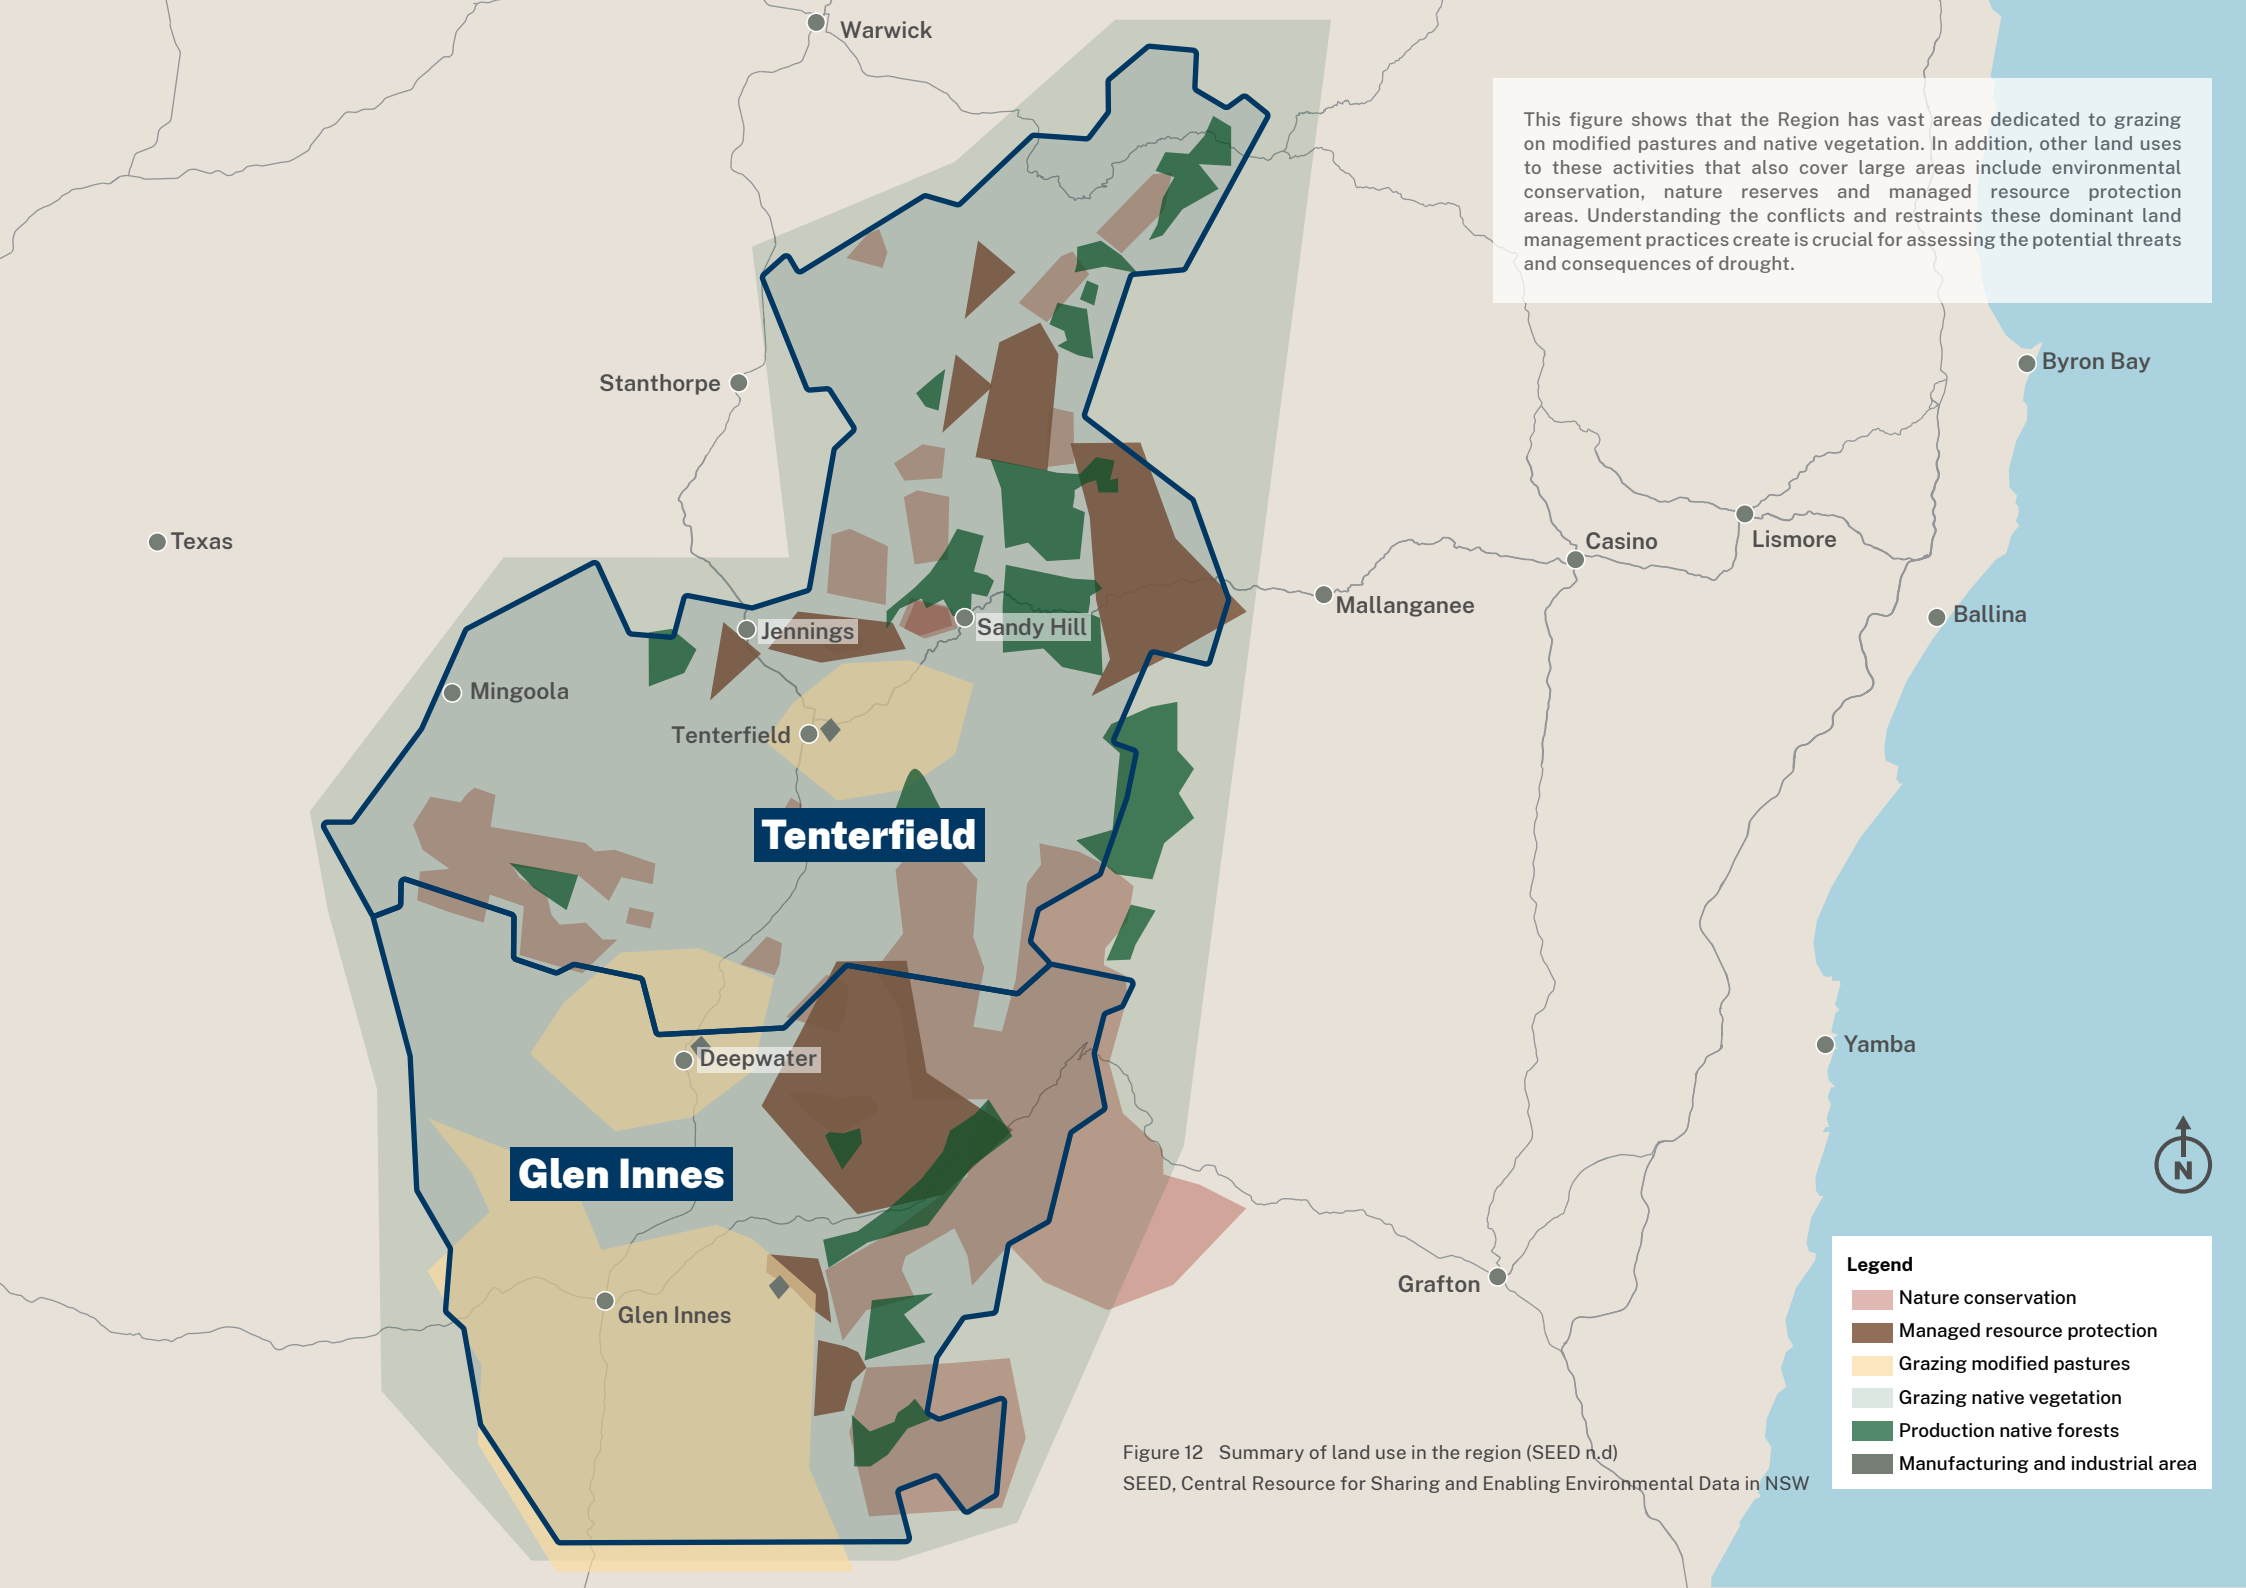 Warwick
This figure shows that the Region has vast areas dedicated to grazing
on modified pastures and native vegetation. In addition, other land uses
to these activities that also cover large areas include environmental
conservation, nature reserves and managed resource protection
areas. Understanding the conflicts and restraints these dominant land
management practices create is crucial for assessing the potential threats
and consequences of drought.
Byron Bay
Stanthorpe
Texas
Casino
Lismore
Mallanganee
Ballina
Jennings
Sandy Hill
Mingoola
Tenterfield
Tenterfield
Yamba
Deepwater
Glen Innes
N
Grafton
Glen Innes
Legend
Nature conservation
Managed resource protection
Grazing modified pastures
Grazing native vegetation
Production native forests
Manufacturing and industrial area
Figure 12 Summary of land use in the region (SEED n.d)
SEED, Central Resource for Sharing and Enabling Environmental Data in NSW